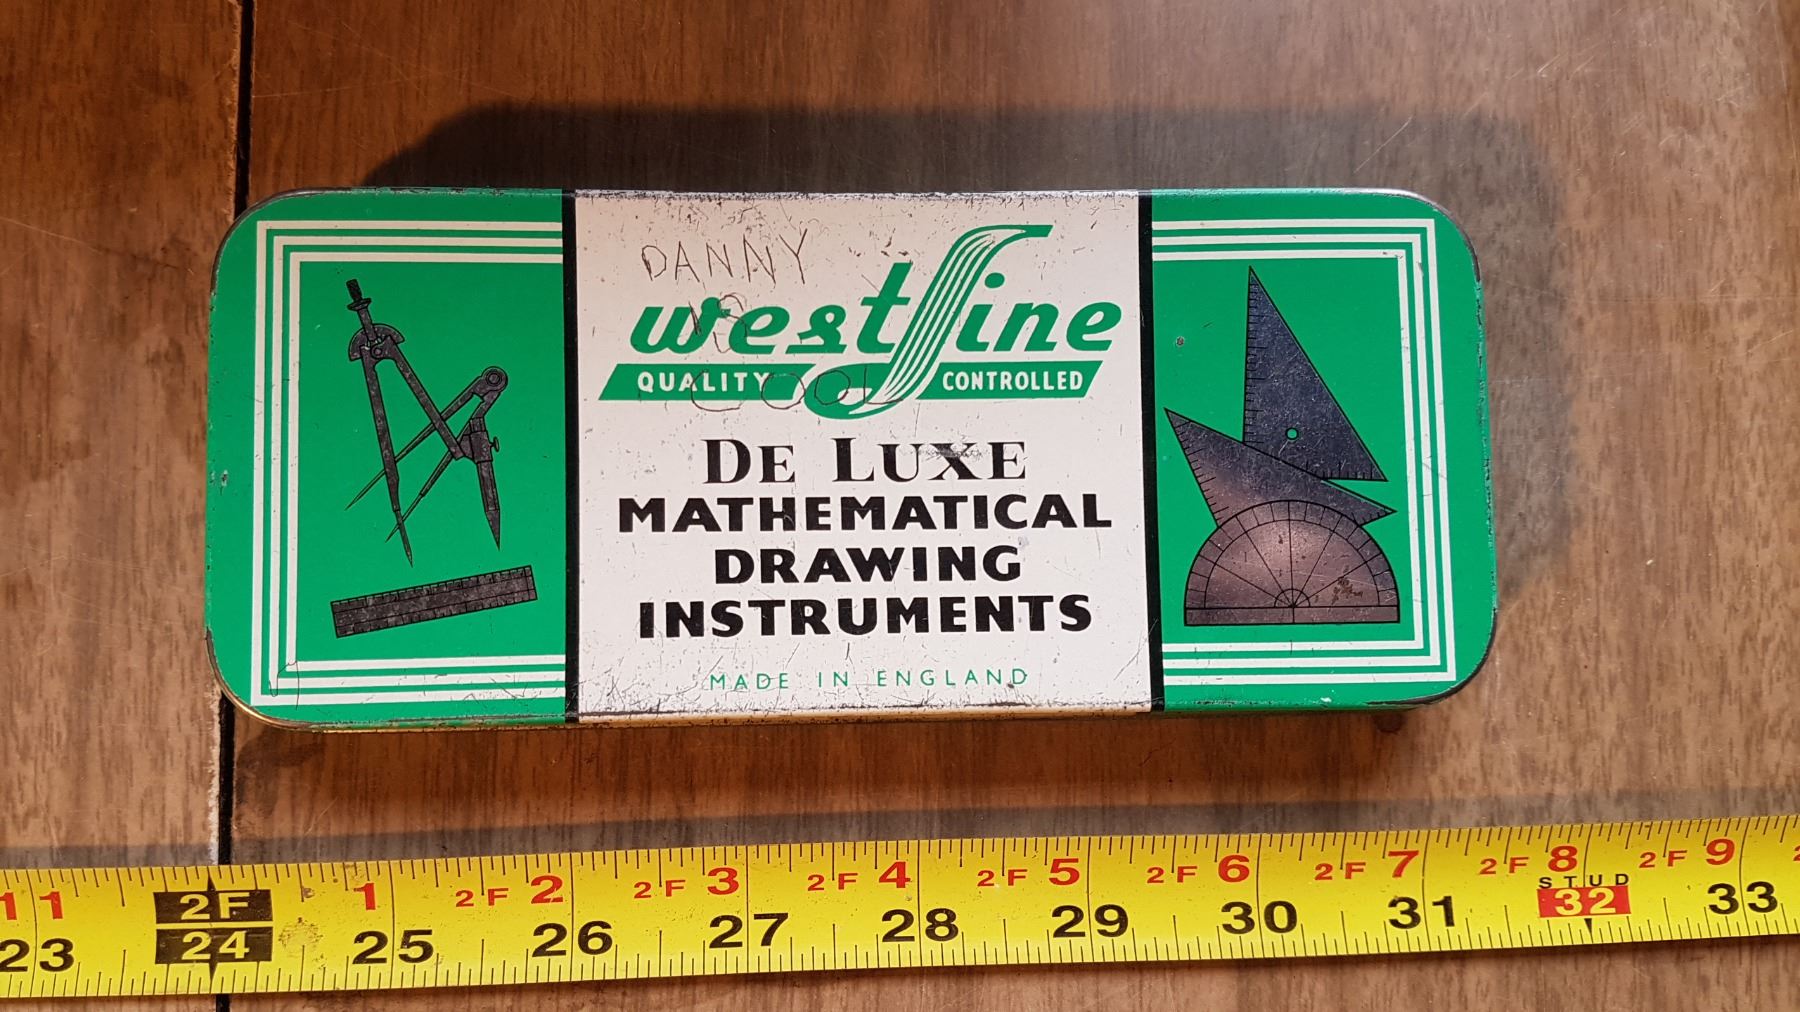 DANNY
IS
westline
COOL
QUALITY CONTROLLED
DE LUXE
MATHEMATICAL
DRAWING
INSTRUMENTS
MADE IN ENGLAND
11 2F 1 2F 2 2F 3 2F 4 2F 5 2F 6 2F 7 2F 8 2F 9
STUD
23 24 25 26 27 28 29 30 31 32 33